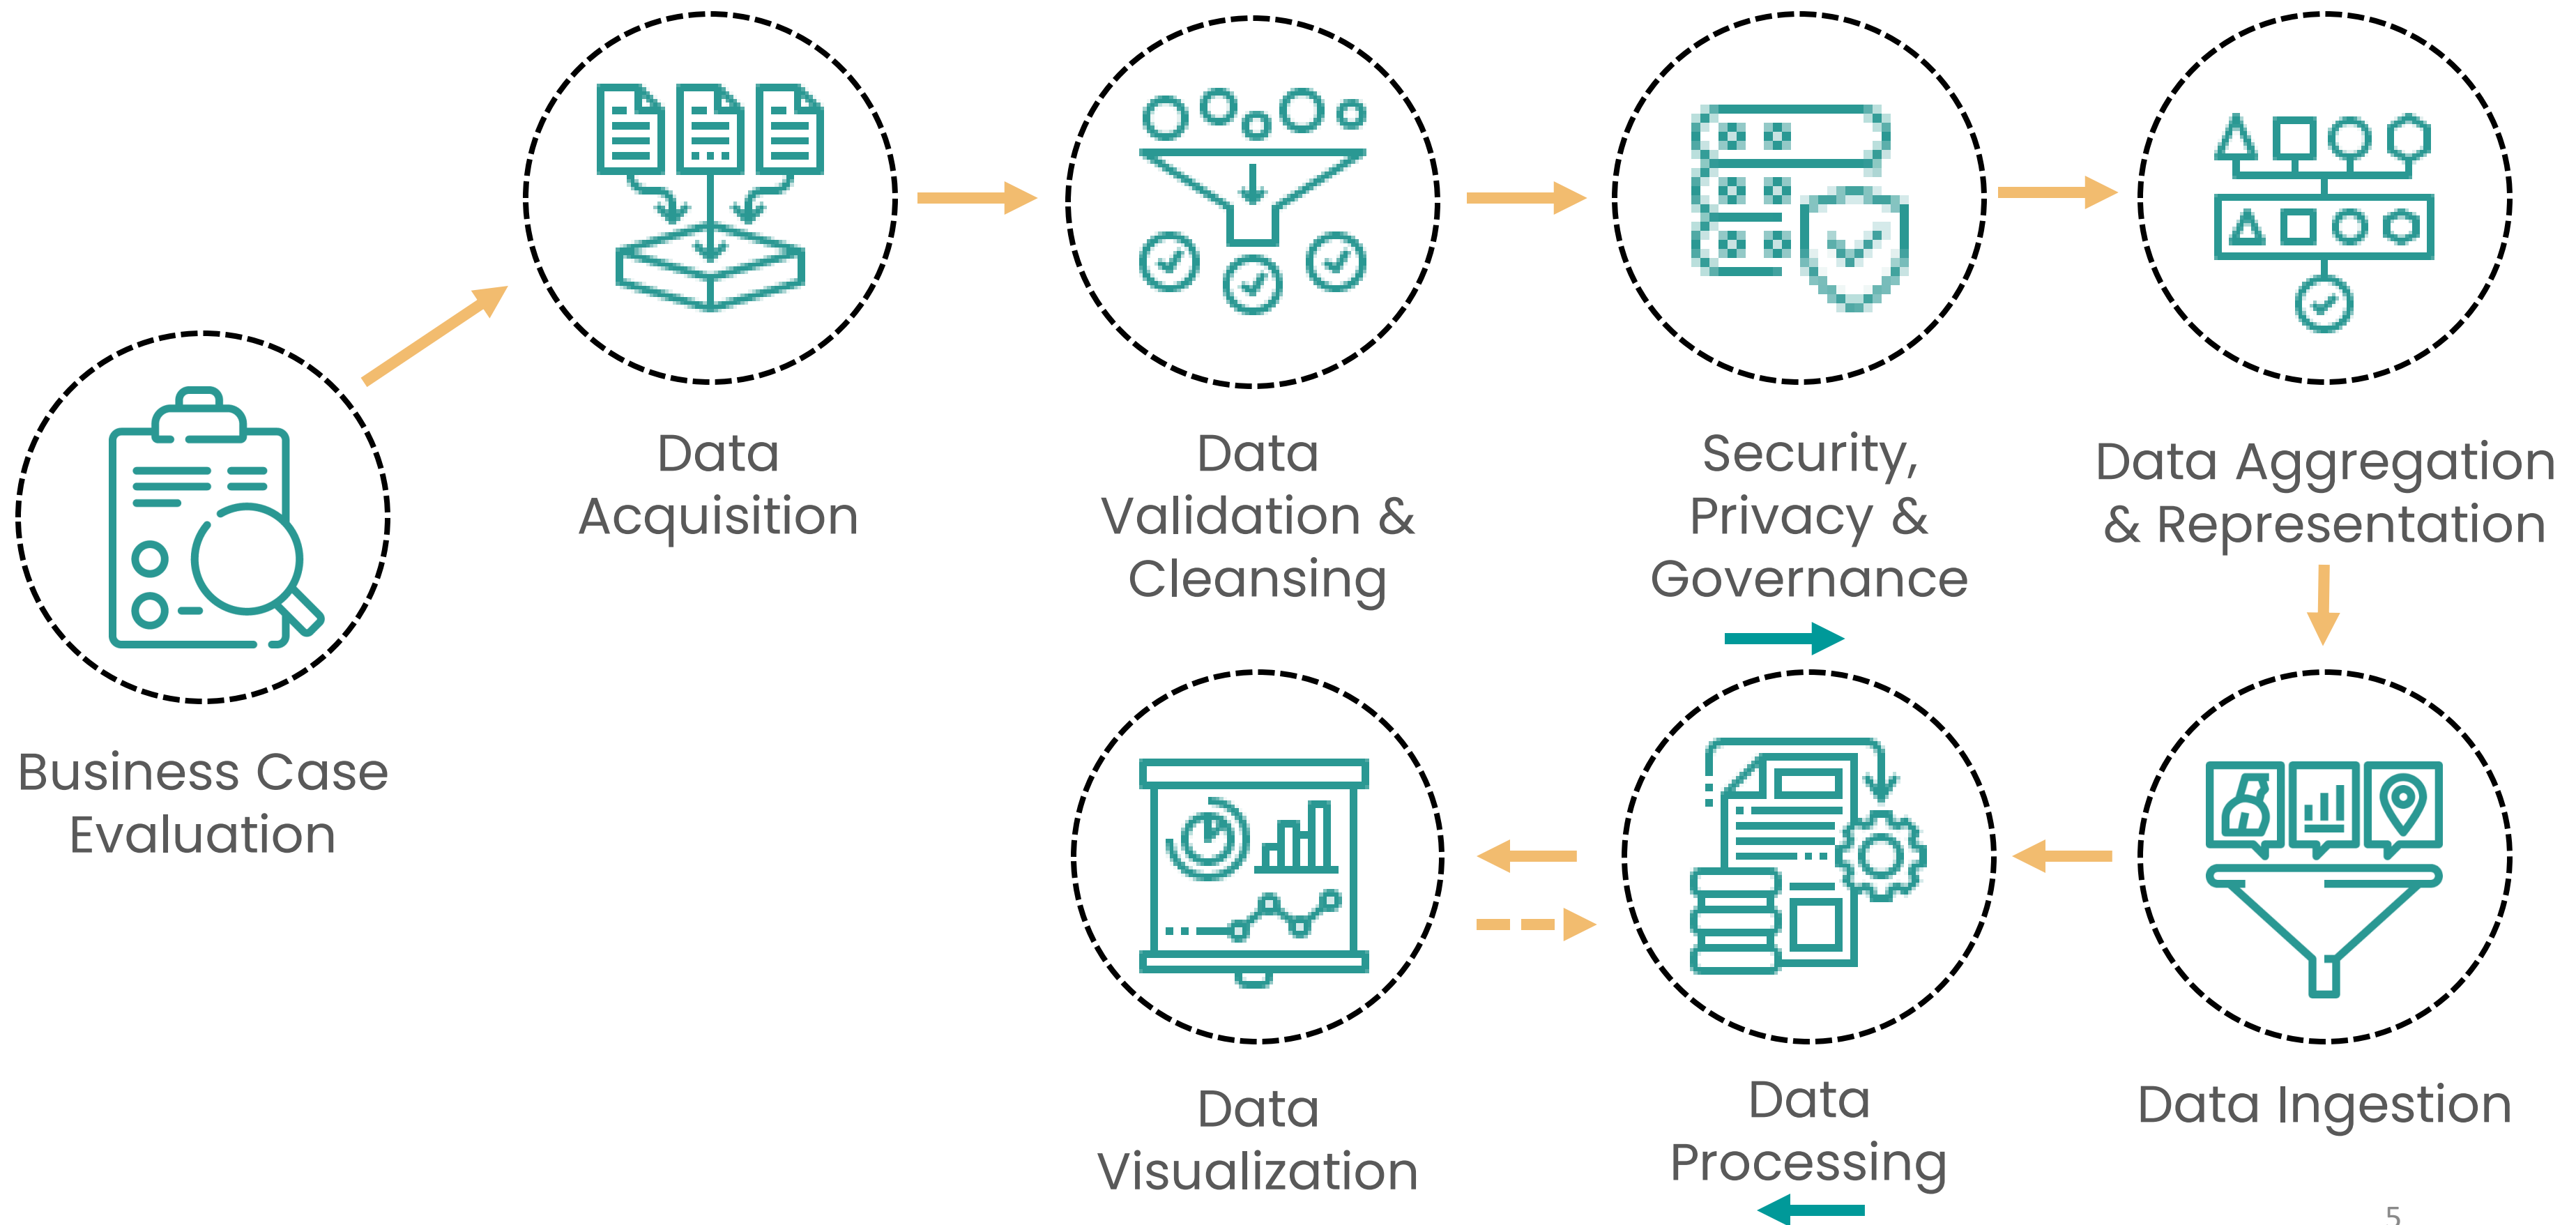 Business Case
Evaluation
Data
Acquisition
Data
Validation &
Cleansing
Security,
Privacy &
Governance
Data Aggregation
& Representation
Data Ingestion
Data
Processing
Data
Visualization
5